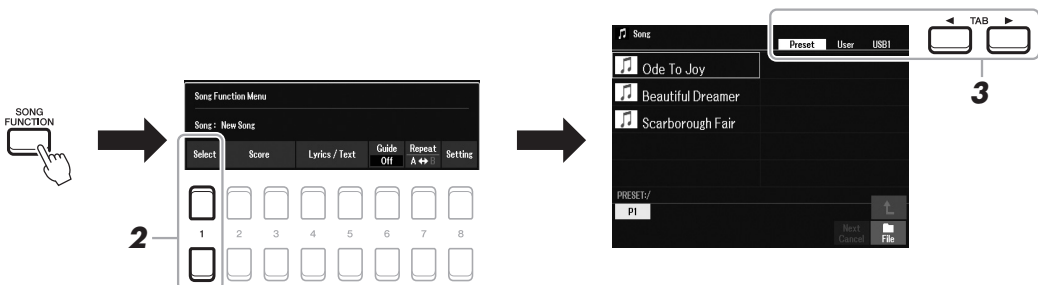 SONG
FUNCTION
Song Function Menu
Song : New Song
Select Score Lyrics / Text Guide Off Repeat A ↔ B Setting
1 2 3 4 5 6 7 8
2
Song
Preset User USB1
Ode To Joy
Beautiful Dreamer
Scarborough Fair
PRESET:/
P1
Next
Cancel
File
◀ TAB ▶
3